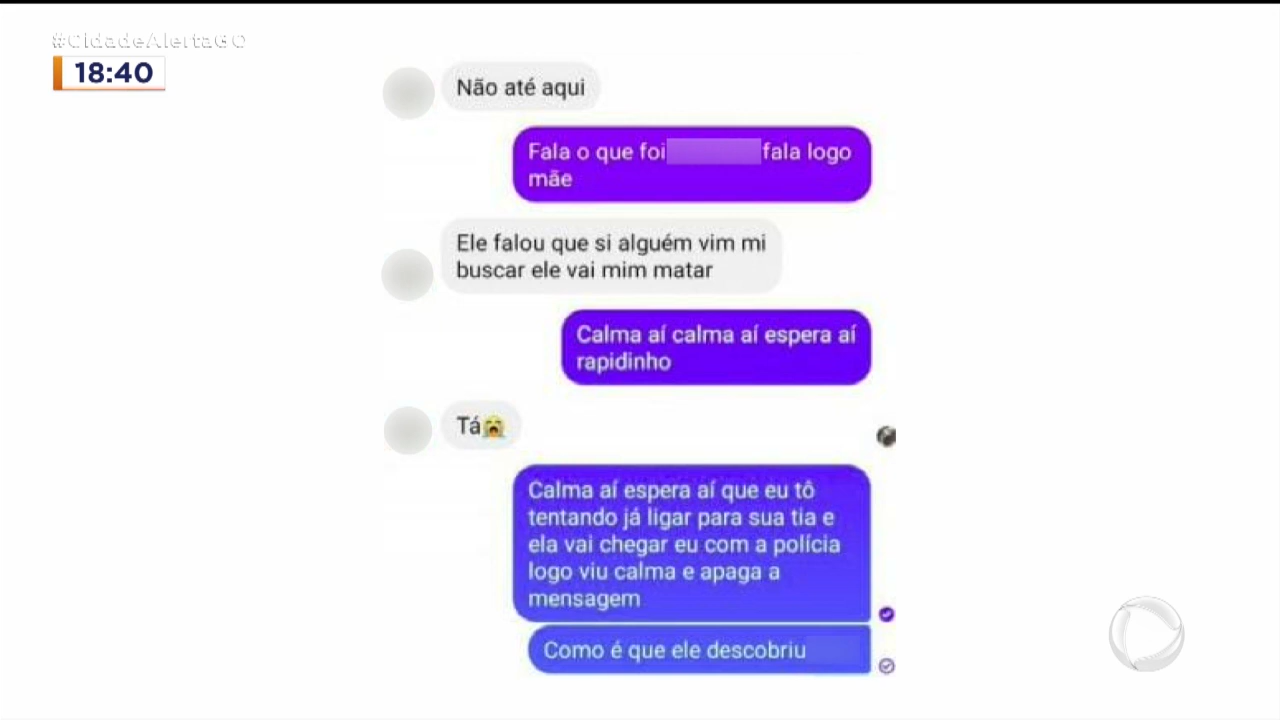 #CidadeAlertaGO
18:40
Não até aqui
Fala o que foi fala logo
mãe
Ele falou que si alguém vim mi
buscar ele vai mim matar
Calma aí calma aí espera aí
rapidinho
Tá😭
Calma aí espera aí que eu tô
tentando já ligar para sua tia e
ela vai chegar eu com a polícia
logo viu calma e apaga a
mensagem
Como é que ele descobriu